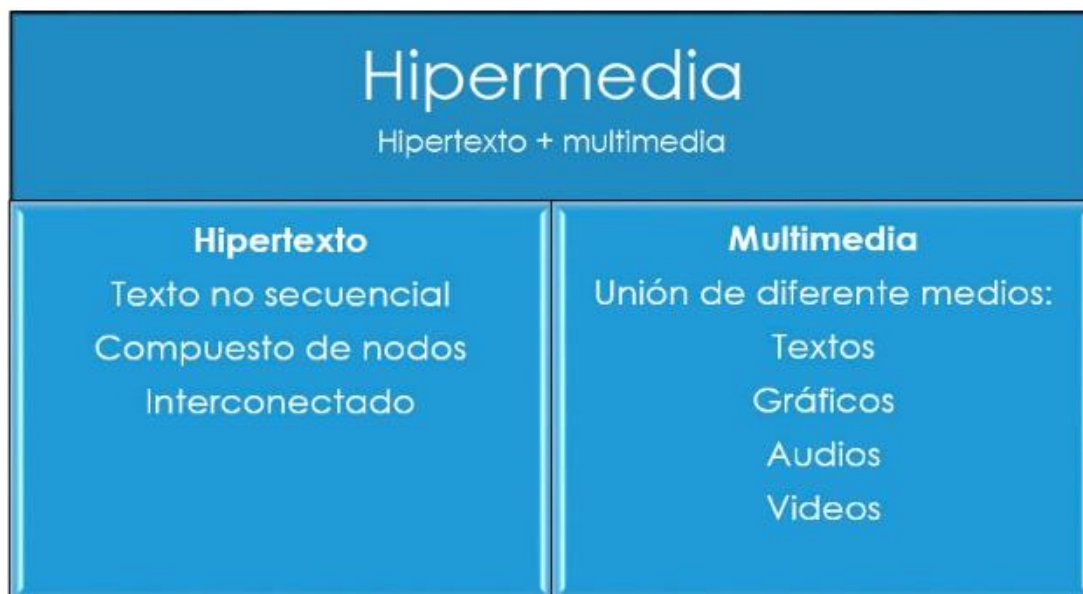 Hipermedia
Hipertexto + multimedia
Hipertexto
Texto no secuencial
Compuesto de nodos
Interconectado
Multimedia
Unión de diferente medios:
Textos
Gráficos
Audios
Videos